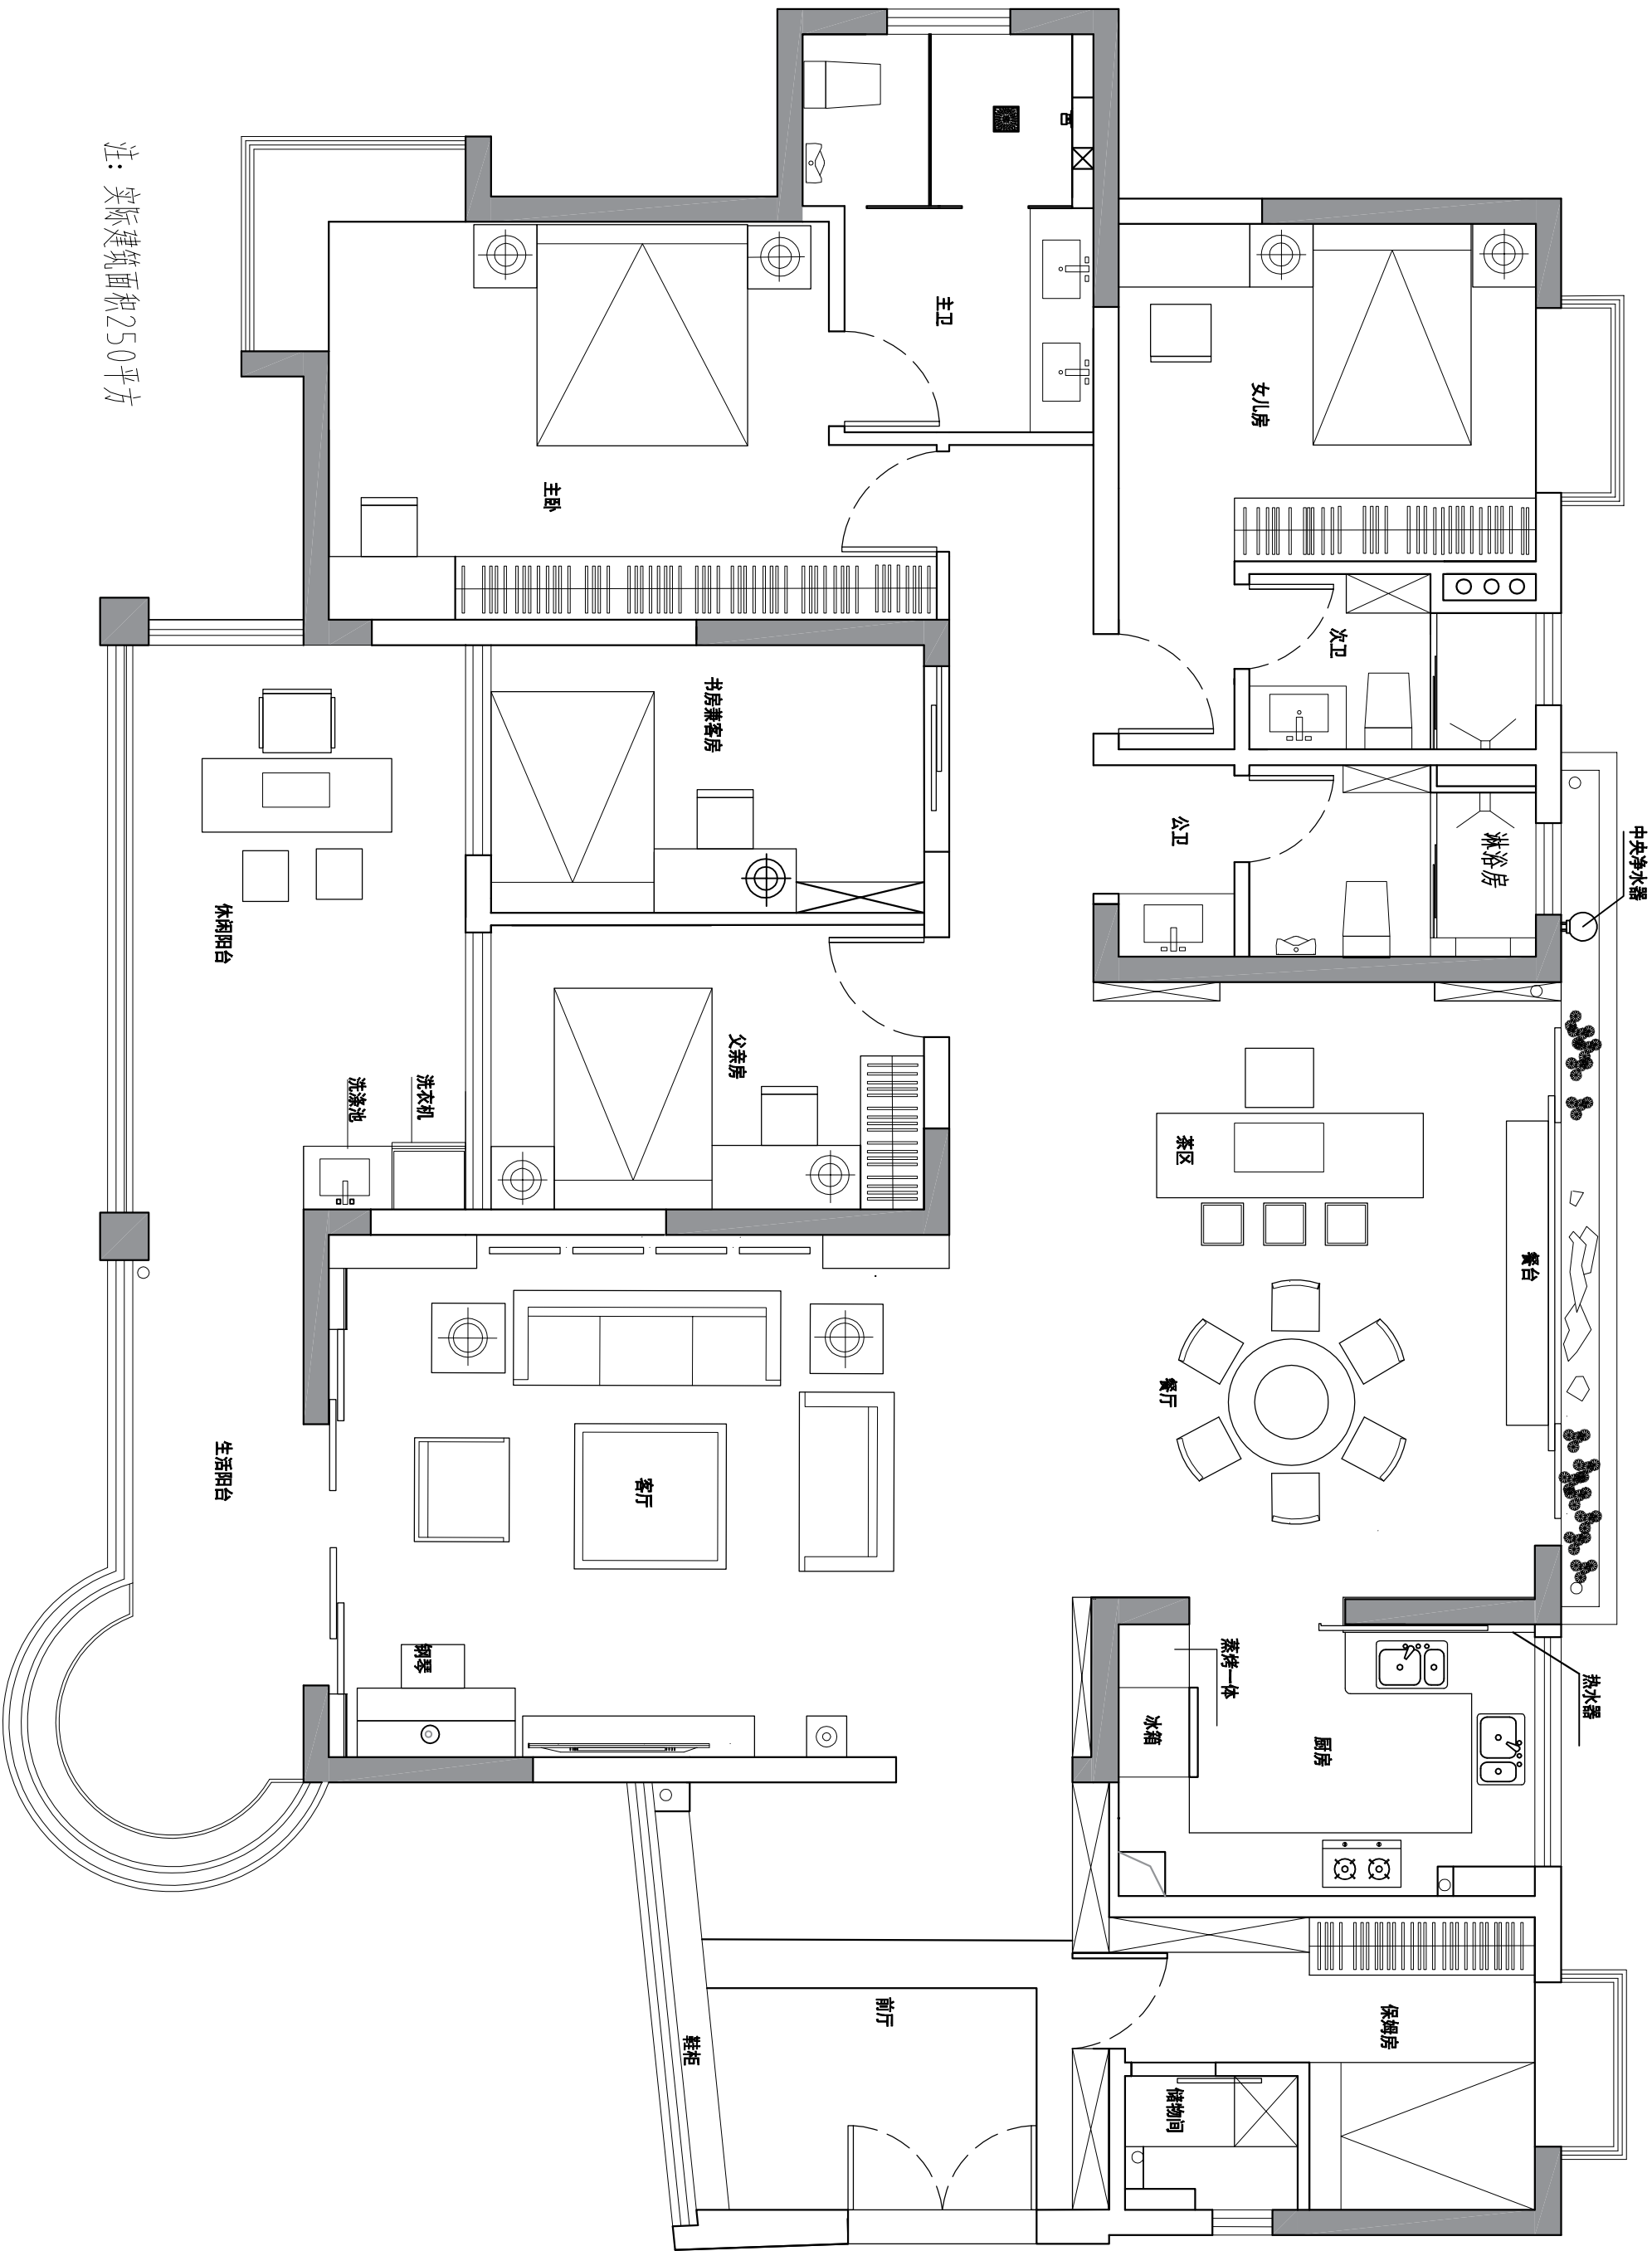 主卫
女儿房
注：实际建筑面积250平方
主卧
次卫
书房兼客房
公卫
淋浴房
中央净水器
休闲阳台
父亲房
洗涤池
洗衣机
茶区
餐台
餐厅
生活阳台
客厅
钢琴
蒸烤一体
冰箱
厨房
热水器
前厅
鞋柜
保姆房
储物间